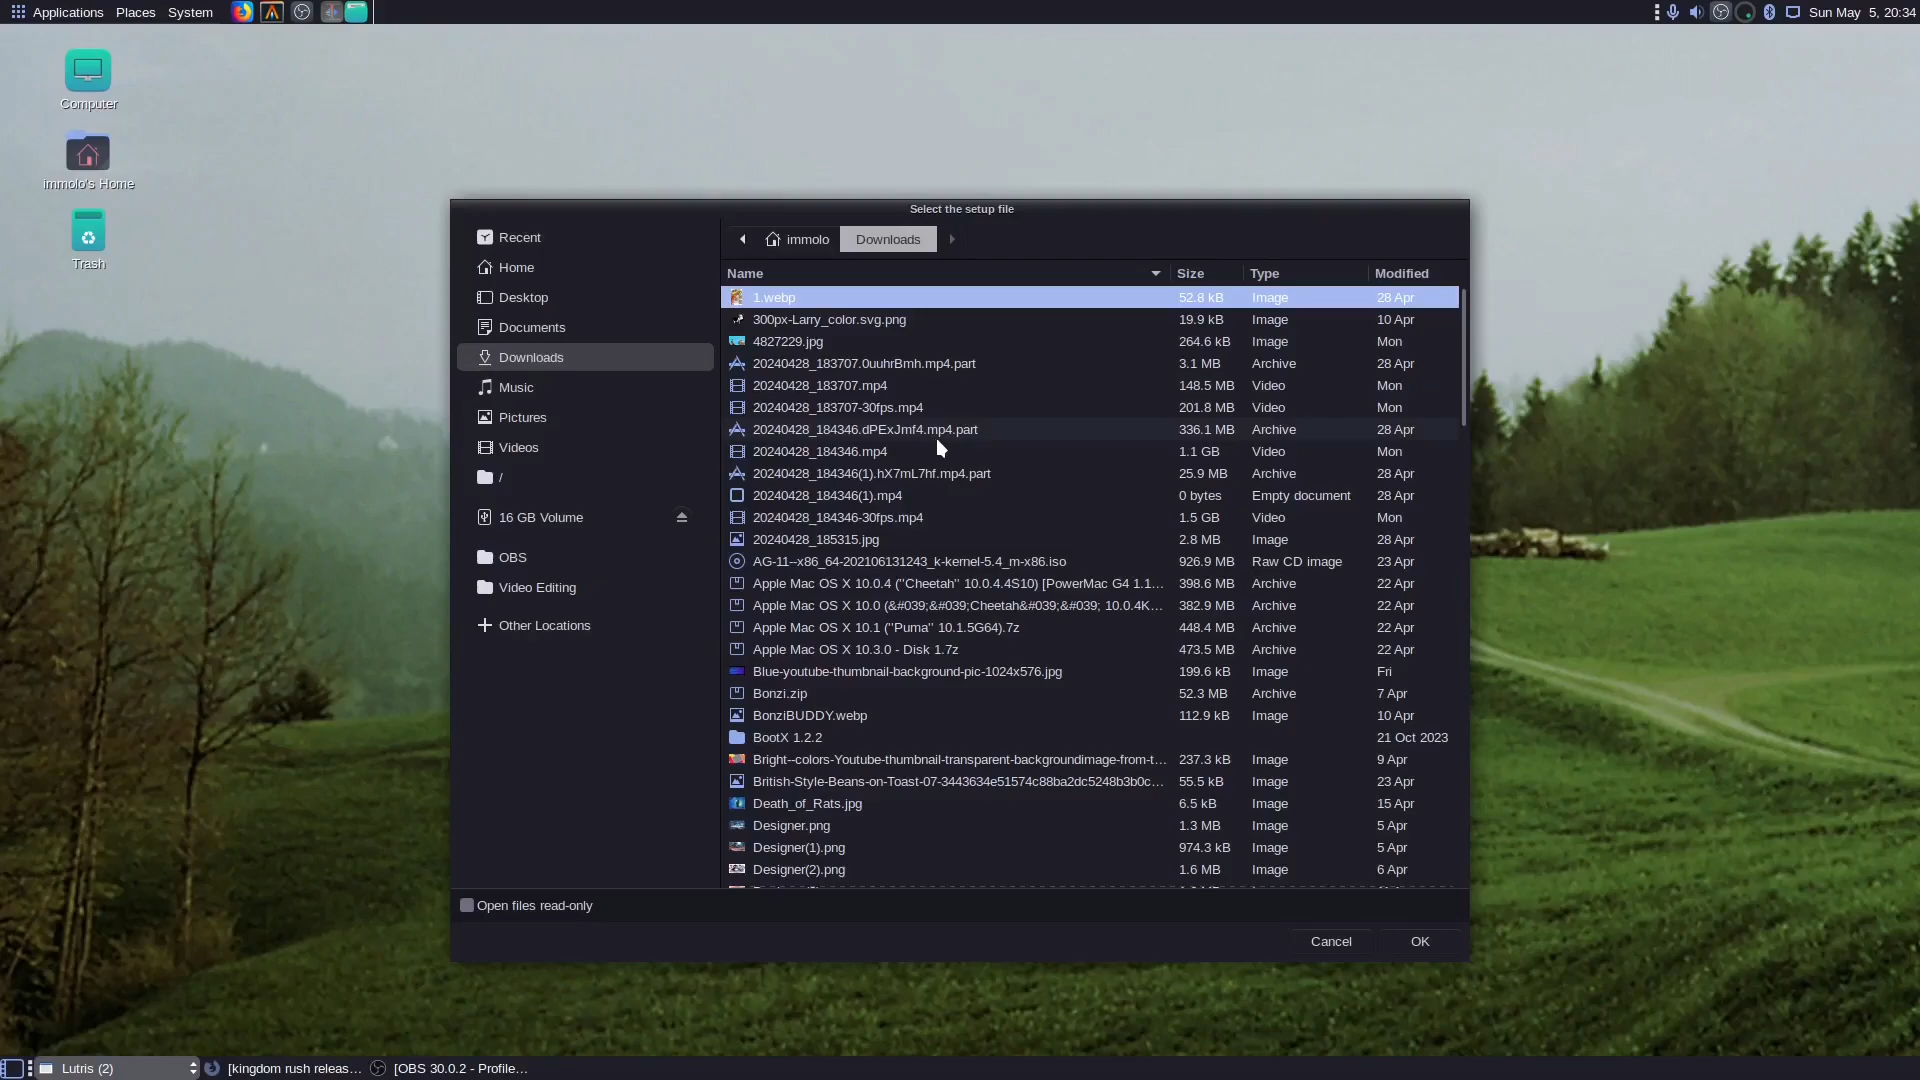 Applications Places System
Sun May 5, 20:34
Computer
immolo's Home
Trash
Select the setup file
Recent
Home
Desktop
Documents
Downloads
Music
Pictures
Videos
/
16 GB Volume
OBS
Video Editing
Other Locations
immolo Downloads
Name Size Type Modified
1.webp 52.8 kB Image 28 Apr
300px-Larry_color.svg.png 19.9 kB Image 10 Apr
4827229.jpg 264.6 kB Image Mon
20240428_183707.0uuhrBmh.mp4.part 3.1 MB Archive 28 Apr
20240428_183707.mp4 148.5 MB Video Mon
20240428_183707-30fps.mp4 201.8 MB Video Mon
20240428_184346.dPExJmf4.mp4.part 336.1 MB Archive 28 Apr
20240428_184346.mp4 1.1 GB Video Mon
20240428_184346(1).hX7mL7hf.mp4.part 25.9 MB Archive 28 Apr
20240428_184346(1).mp4 0 bytes Empty document 28 Apr
20240428_184346-30fps.mp4 1.5 GB Video Mon
20240428_185315.jpg 2.8 MB Image 28 Apr
AG-11--x86_64-202106131243_k-kernel-5.4_m-x86.iso 926.9 MB Raw CD image 23 Apr
Apple Mac OS X 10.0.4 (''Cheetah'' 10.0.4.4S10) [PowerMac G4 1.1... 398.6 MB Archive 22 Apr
Apple Mac OS X 10.0 (&#039;&#039;Cheetah&#039;&#039; 10.0.4K... 382.9 MB Archive 22 Apr
Apple Mac OS X 10.1 (''Puma'' 10.1.5G64).7z 448.4 MB Archive 22 Apr
Apple Mac OS X 10.3.0 - Disk 1.7z 473.5 MB Archive 22 Apr
Blue-youtube-thumbnail-background-pic-1024x576.jpg 199.6 kB Image Fri
Bonzi.zip 52.3 MB Archive 7 Apr
BonziBUDDY.webp 112.9 kB Image 10 Apr
BootX 1.2.2 21 Oct 2023
Bright--colors-Youtube-thumbnail-transparent-backgroundimage-from-t... 237.3 kB Image 9 Apr
British-Style-Beans-on-Toast-07-3443634e51574c88ba2dc5248b3b0c... 55.5 kB Image 23 Apr
Death_of_Rats.jpg 6.5 kB Image 15 Apr
Designer.png 1.3 MB Image 5 Apr
Designer(1).png 974.3 kB Image 5 Apr
Designer(2).png 1.6 MB Image 6 Apr
Open files read-only
Cancel OK
Lutris (2) [kingdom rush releas... [OBS 30.0.2 - Profile...